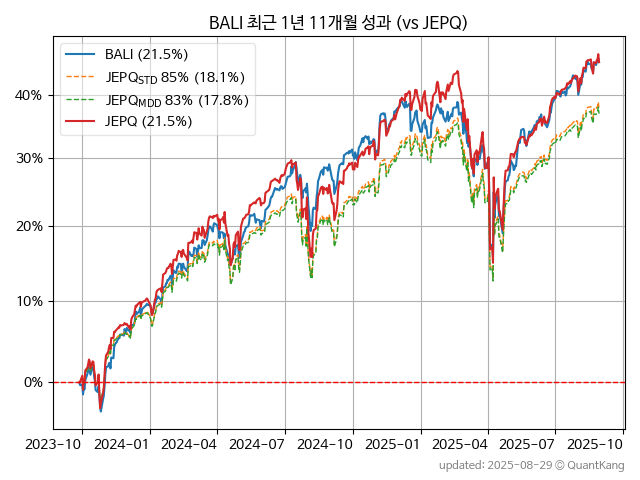 BALI 최근 1년 11개월 성과 (vs JEPQ)
BALI (21.5%)
JEPQSTD 85% (18.1%)
JEPQMDD 83% (17.8%)
JEPQ (21.5%)
40%
30%
20%
10%
0%
2023-10 2024-01 2024-04 2024-07 2024-10 2025-01 2025-04 2025-07 2025-10
updated: 2025-08-29 © QuantKang